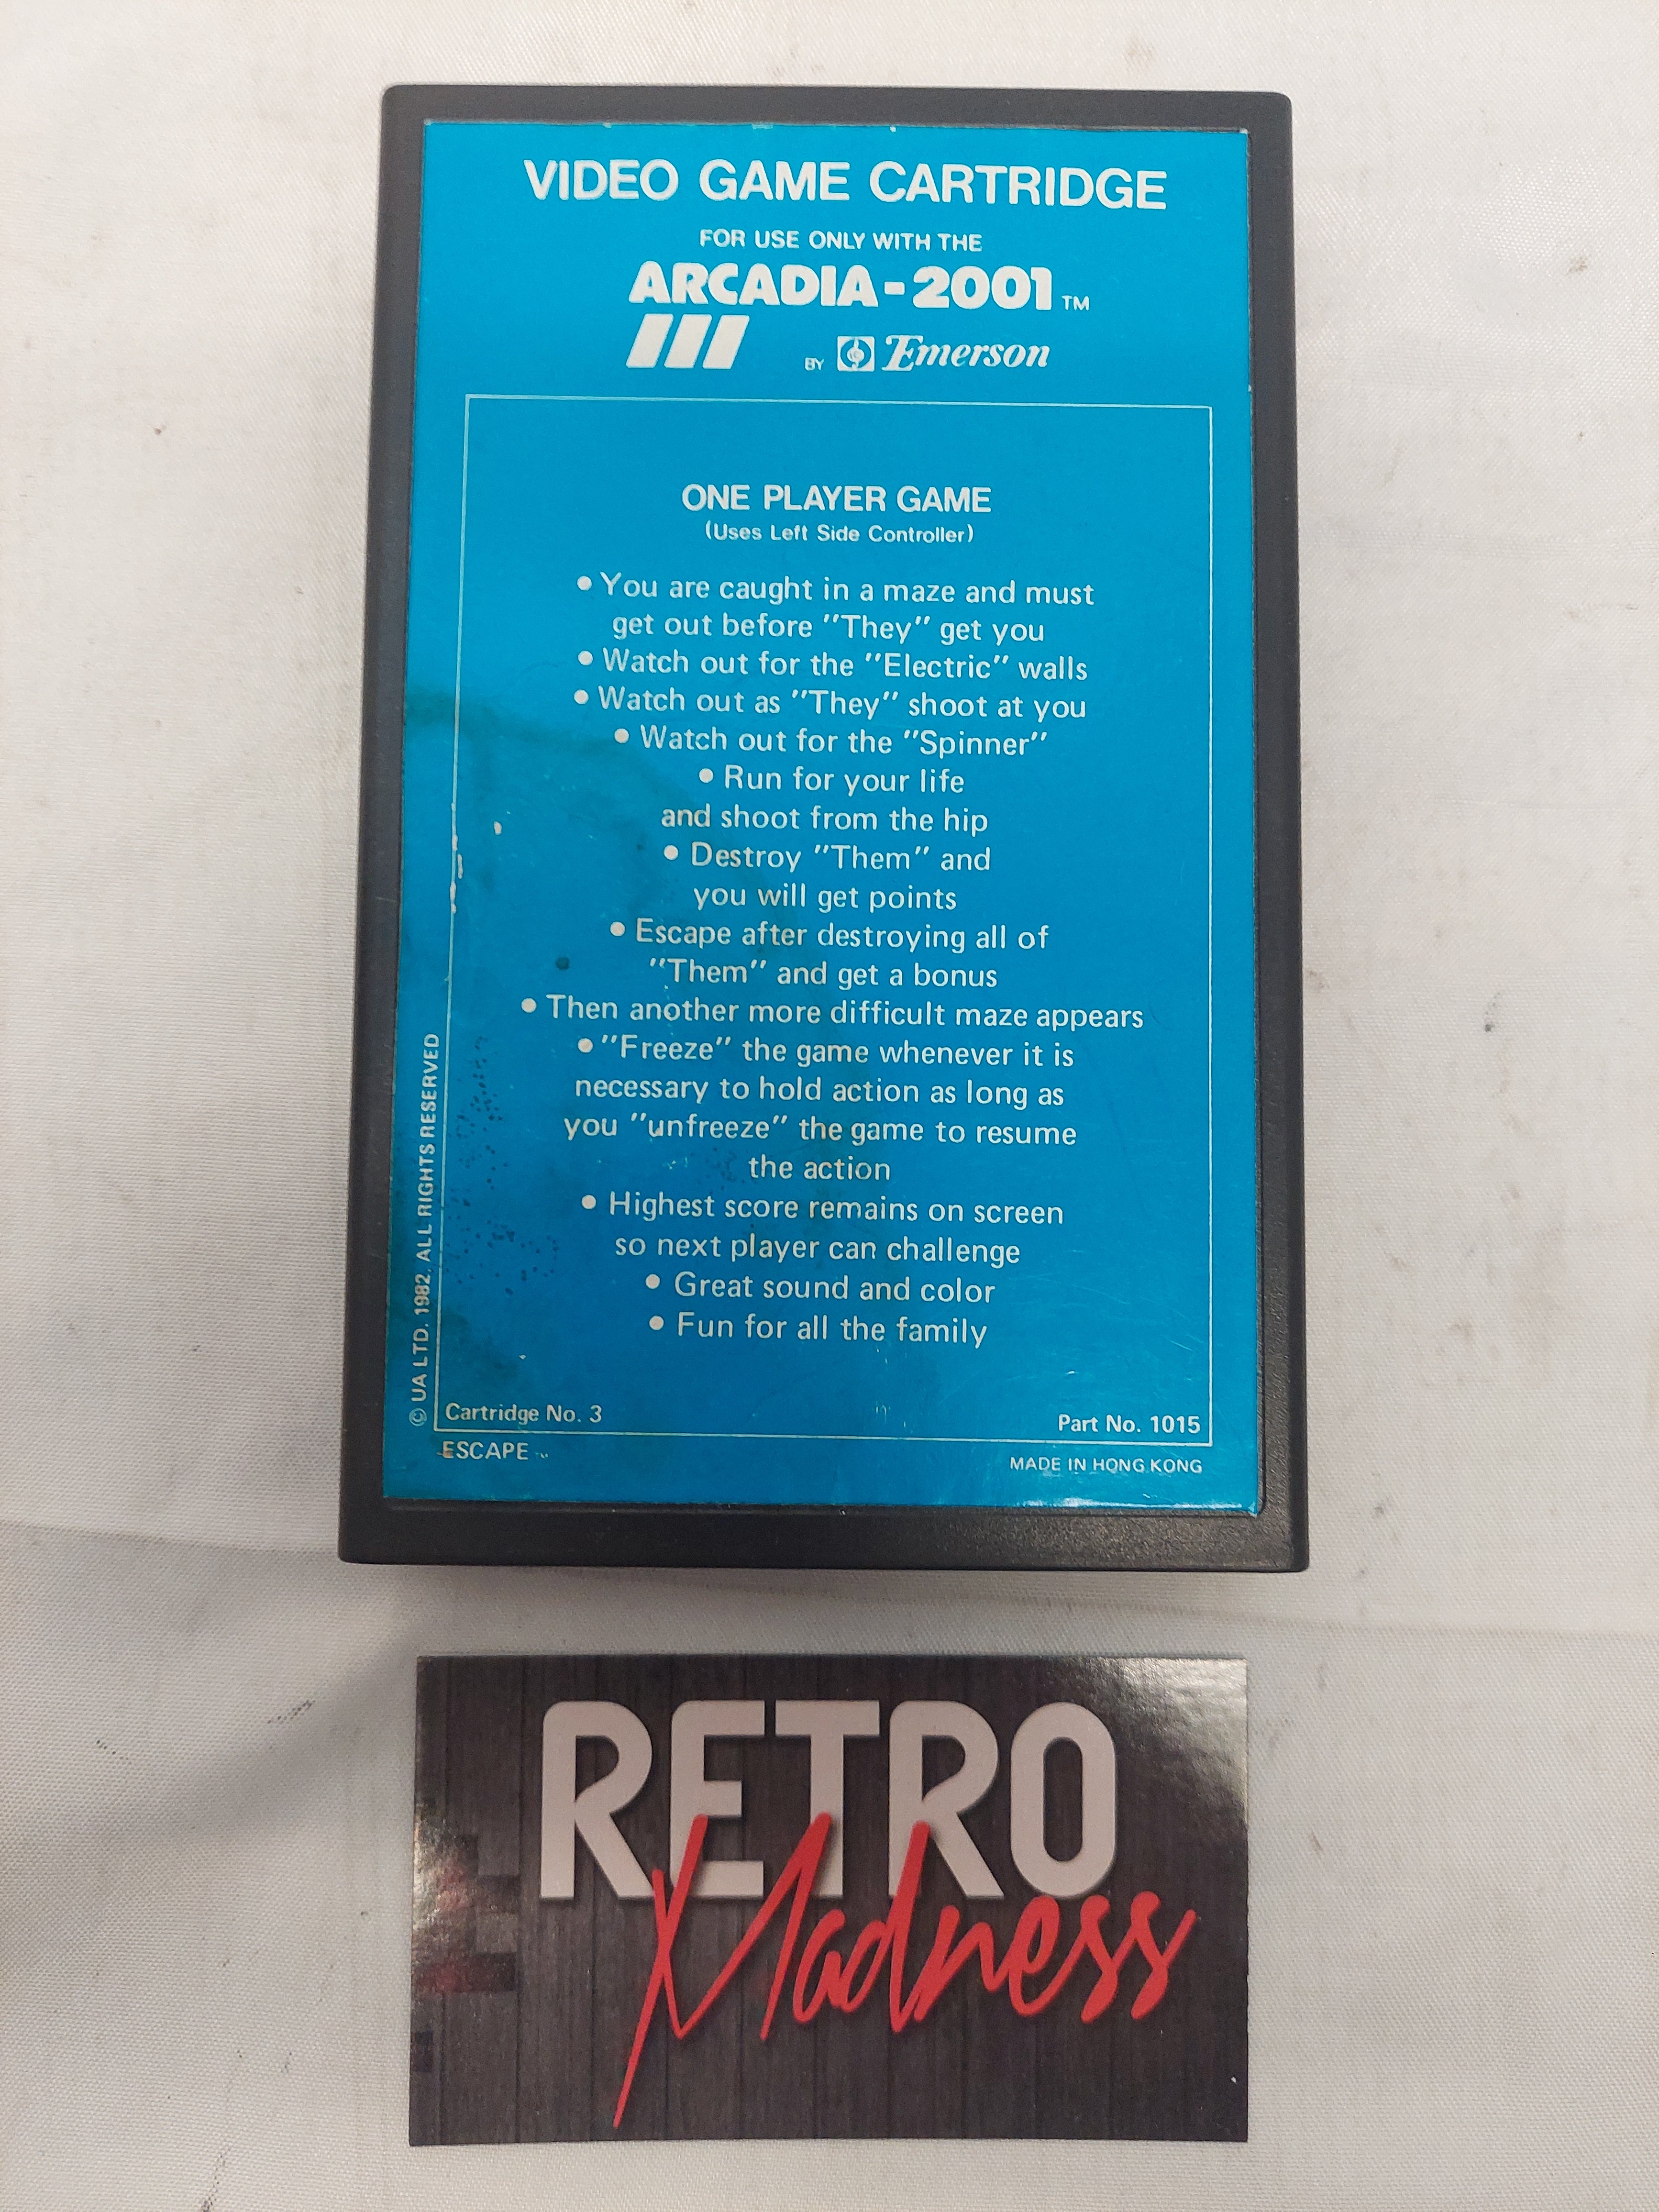 VIDEO GAME CARTRIDGE
FOR USE ONLY WITH THE
ARCADIA-2001 TM
BY Emerson
ONE PLAYER GAME
(Uses Left Side Controller)
• You are caught in a maze and must
get out before "They" get you
• Watch out for the "Electric" walls
• Watch out as "They" shoot at you
• Watch out for the "Spinner"
• Run for your life
and shoot from the hip
• Destroy "Them" and
you will get points
• Escape after destroying all of
"Them" and get a bonus
• Then another more difficult maze appears
• "Freeze" the game whenever it is
necessary to hold action as long as
you "unfreeze" the game to resume
the action
• Highest score remains on screen
so next player can challenge
• Great sound and color
• Fun for all the family
© UA LTD. 1982. ALL RIGHTS RESERVED
Cartridge No. 3
Part No. 1015
ESCAPE ™
MADE IN HONG KONG
RETRO
Madness